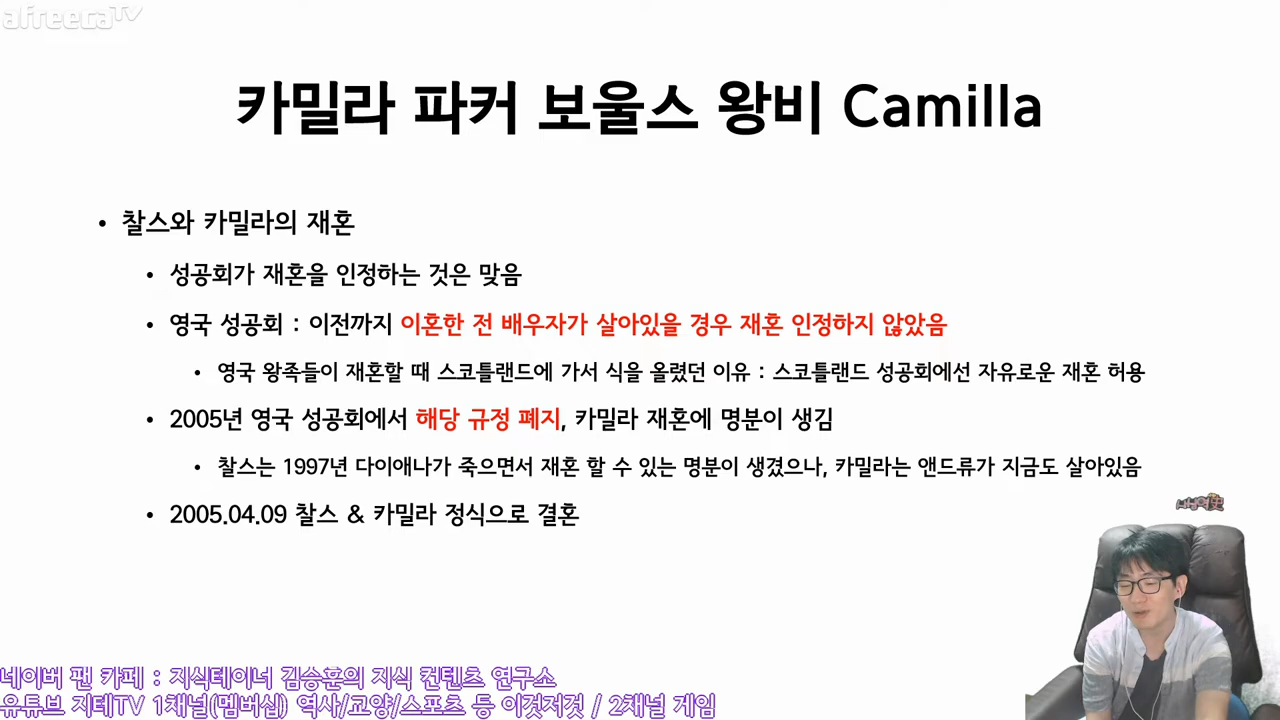 afreecaTV
카밀라 파커 보울스 왕비 Camilla
• 찰스와 카밀라의 재혼
• 성공회가 재혼을 인정하는 것은 맞음
• 영국 성공회 : 이전까지 이혼한 전 배우자가 살아있을 경우 재혼 인정하지 않았음
• 영국 왕족들이 재혼할 때 스코틀랜드에 가서 식을 올렸던 이유 : 스코틀랜드 성공회에선 자유로운 재혼 허용
• 2005년 영국 성공회에서 해당 규정 폐지, 카밀라 재혼에 명분이 생김
• 찰스는 1997년 다이애나가 죽으면서 재혼 할 수 있는 명분이 생겼으나, 카밀라는 앤드류가 지금도 살아있음
• 2005.04.09 찰스 & 카밀라 정식으로 결혼
네이버 팬 카페 : 지식테이너 김승훈의 지식 컨텐츠 연구소
유튜브 지테TV 1채널(멤버십) 역사/교양/스포츠 등 이것저것 / 2채널 게임